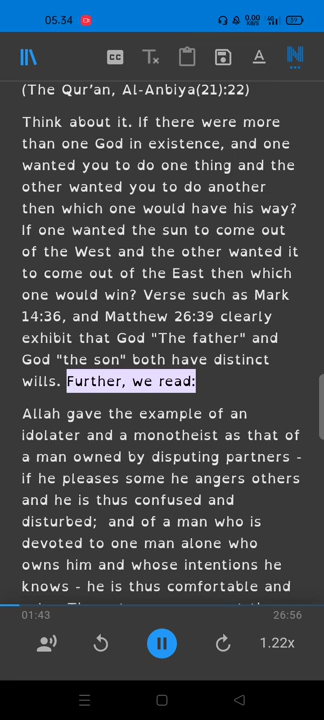 05.34
0.00
KB/s
CC
(The Qur'an, Al-Anbiya(21):22)
Think about it. If there were more
than one God in existence, and one
wanted you to do one thing and the
other wanted you to do another
then which one would have his way?
If one wanted the sun to come out
of the West and the other wanted it
to come out of the East then which
one would win? Verse such as Mark
14:36, and Matthew 26:39 clearly
exhibit that God "The father" and
God "the son" both have distinct
wills. Further, we read:
Allah gave the example of an
idolater and a monotheist as that of
a man owned by disputing partners -
if he pleases some he angers others
and he is thus confused and
disturbed;  and of a man who is
devoted to one man alone who
owns him and whose intentions he
knows - he is thus comfortable and
01:43
26:56
1.22x